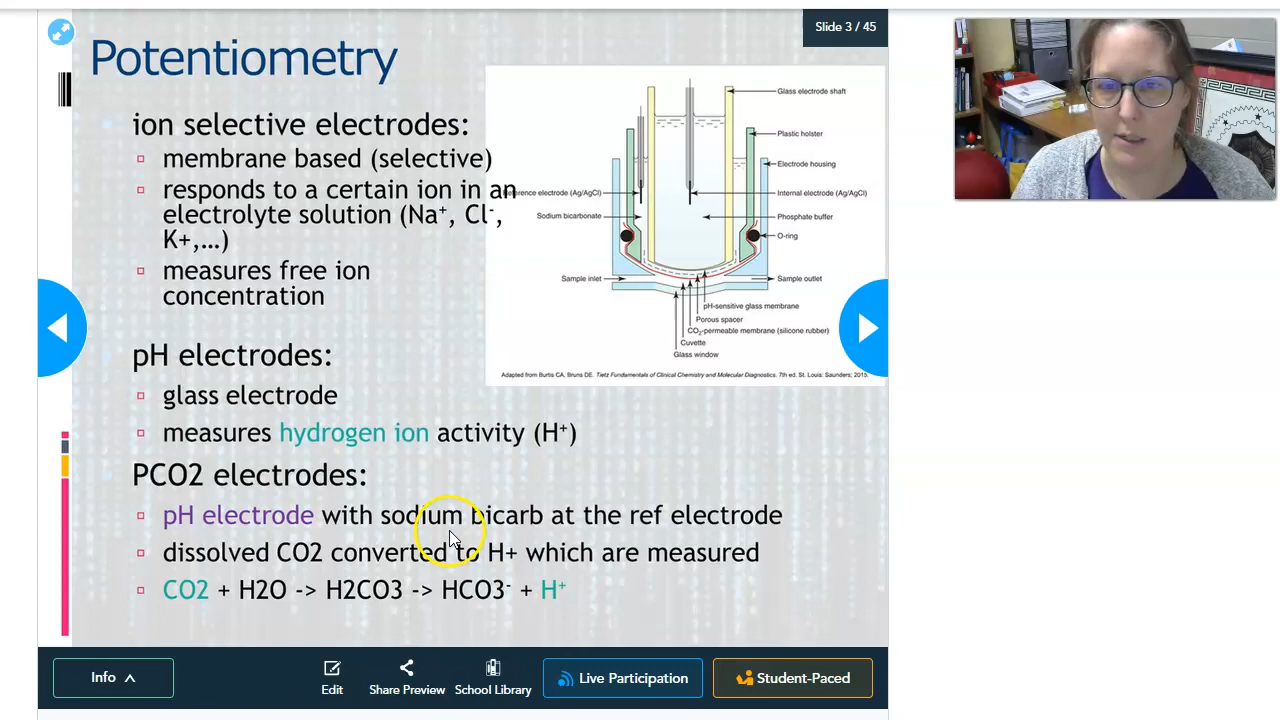 Slide 3 / 45
Potentiometry
ion selective electrodes:
membrane based (selective)
responds to a certain ion in an
electrolyte solution (Na⁺, Cl⁻,
K+,…)
measures free ion
concentration
pH electrodes:
glass electrode
measures hydrogen ion activity (H⁺)
PCO2 electrodes:
pH electrode with sodium bicarb at the ref electrode
dissolved CO2 converted to H+ which are measured
CO2 + H2O -> H2CO3 -> HCO3⁻ + H⁺
Glass electrode shaft
Plastic holster
Electrode housing
electrode (Ag/AgCl)
Internal electrode (Ag/AgCl)
Sodium bicarbonate
Phosphate buffer
O-ring
Sample inlet
Sample outlet
pH-sensitive glass membrane
Porous spacer
CO₂-permeable membrane (silicone rubber)
Cuvette
Glass window
Adapted from Burtis CA, Bruns DE. Tietz Fundamentals of Clinical Chemistry and Molecular Diagnostics. 7th ed. St. Louis: Saunders; 2015.
Info
Edit
Share Preview
School Library
Live Participation
Student-Paced